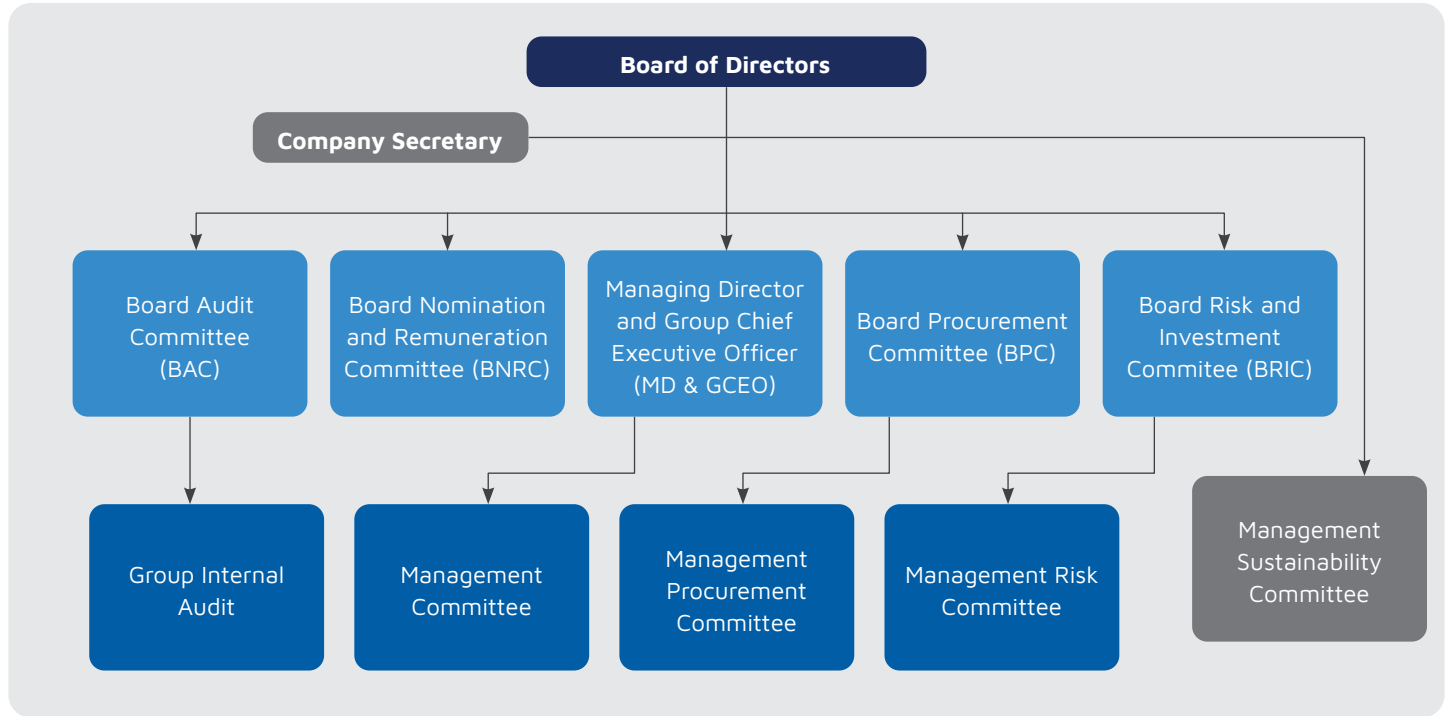 Board of Directors
Company Secretary
Board Audit
Committee
(BAC)
Board Nomination
and Remuneration
Committee (BNRC)
Managing Director
and Group Chief
Executive Officer
(MD & GCEO)
Board Procurement
Committee (BPC)
Board Risk and
Investment
Commitee (BRIC)
Group Internal
Audit
Management
Committee
Management
Procurement
Committee
Management Risk
Committee
Management
Sustainability
Committee